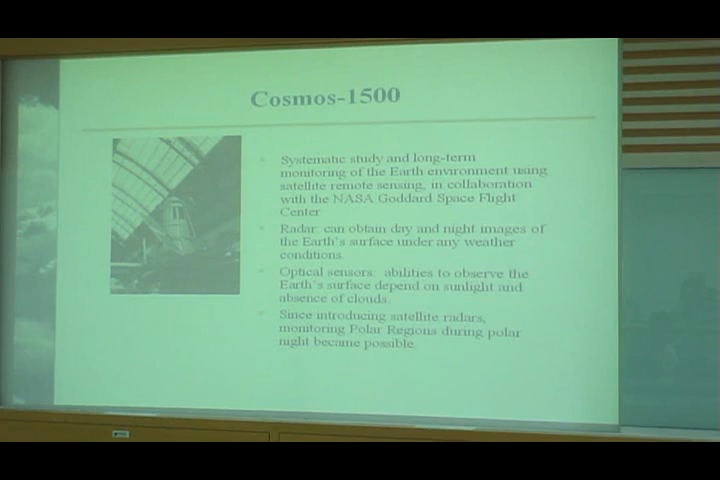 Cosmos-1500
Systematic study and long-term
monitoring of the Earth environment using
satellite remote sensing, in collaboration
with the NASA Goddard Space Flight
Center
Radar: can obtain day and night images of
the Earth's surface under any weather
conditions.
Optical sensors: abilities to observe the
Earth's surface depend on sunlight and
absence of clouds.
Since introducing satellite radars,
monitoring Polar Regions during polar
night became possible.